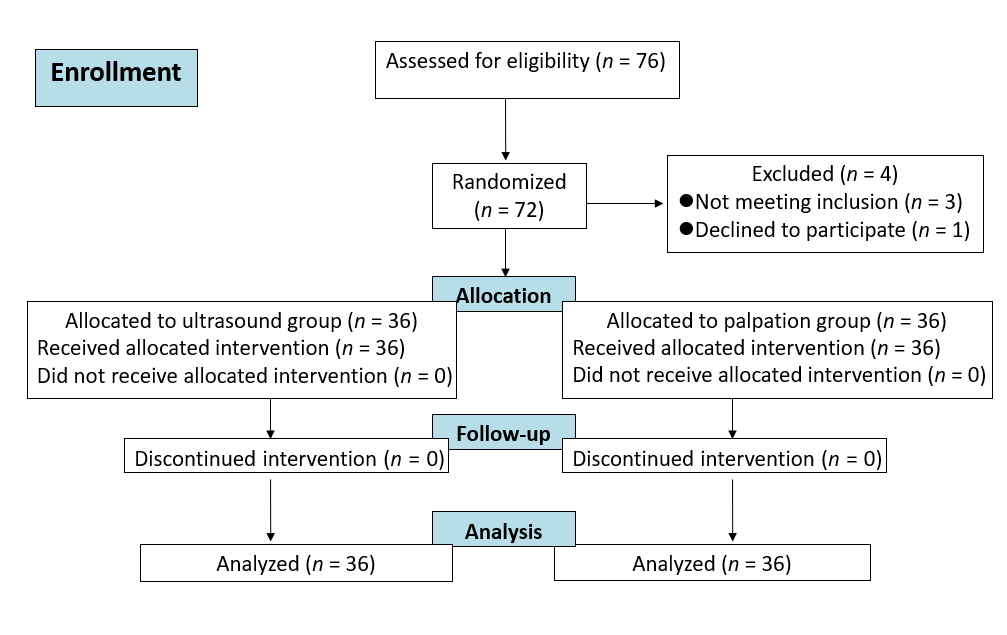 Enrollment
Assessed for eligibility (n = 76)
Randomized
(n = 72)
Excluded (n = 4)
●Not meeting inclusion (n = 3)
●Declined to participate (n = 1)
Allocation
Allocated to ultrasound group (n = 36)
Received allocated intervention (n = 36)
Did not receive allocated intervention (n = 0)
Allocated to palpation group (n = 36)
Received allocated intervention (n = 36)
Did not receive allocated intervention (n = 0)
Follow-up
Discontinued intervention (n = 0)
Discontinued intervention (n = 0)
Analysis
Analyzed (n = 36)
Analyzed (n = 36)